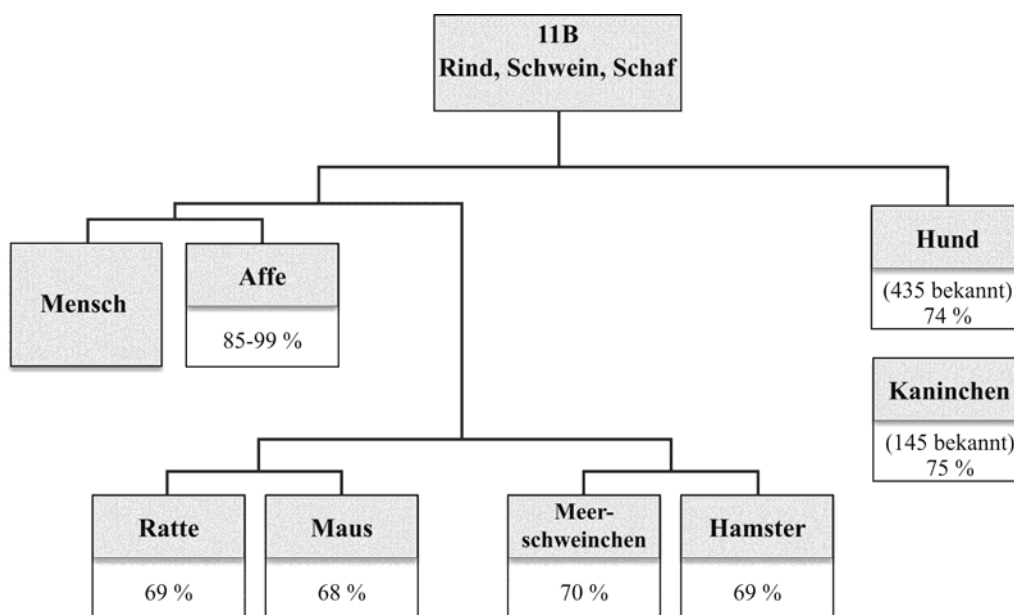 11B
Rind, Schwein, Schaf
Mensch
Affe
85-99 %
Hund
(435 bekannt)
74 %
Kaninchen
(145 bekannt)
75 %
Ratte
69 %
Maus
68 %
Meer-
schweinchen
70 %
Hamster
69 %